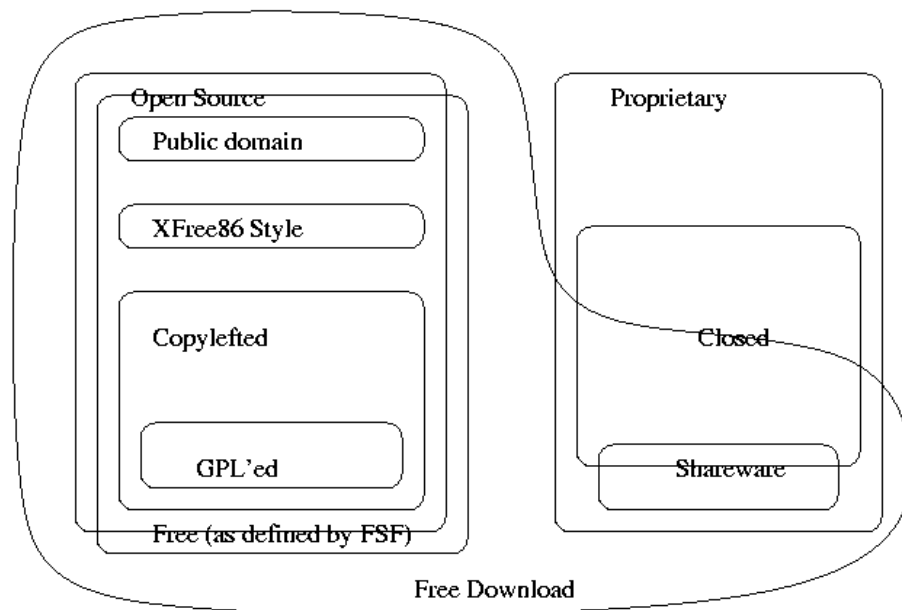 Open Source
Proprietary
Public domain
XFree86 Style
Copylefted
Closed
GPL'ed
Shareware
Free (as defined by FSF)
Free Download